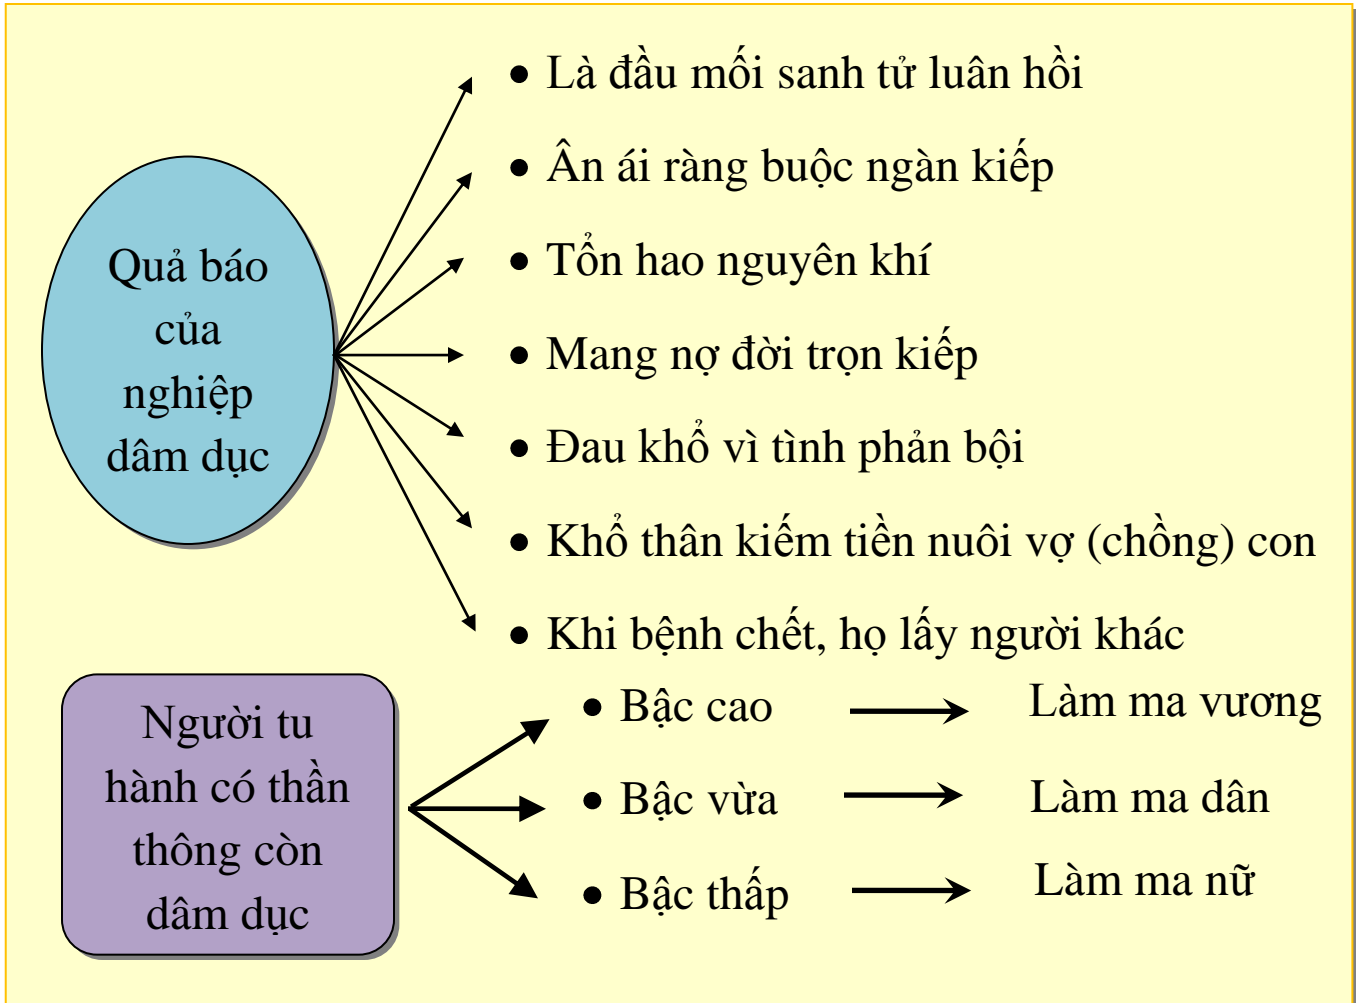 Quả báo
của
nghiệp
dâm dục
• Là đầu mối sanh tử luân hồi
• Ân ái ràng buộc ngàn kiếp
• Tổn hao nguyên khí
• Mang nợ đời trọn kiếp
• Đau khổ vì tình phản bội
• Khổ thân kiếm tiền nuôi vợ (chồng) con
• Khi bệnh chết, họ lấy người khác
Người tu
hành có thần
thông còn
dâm dục
• Bậc cao Làm ma vương
• Bậc vừa Làm ma dân
• Bậc thấp Làm ma nữ